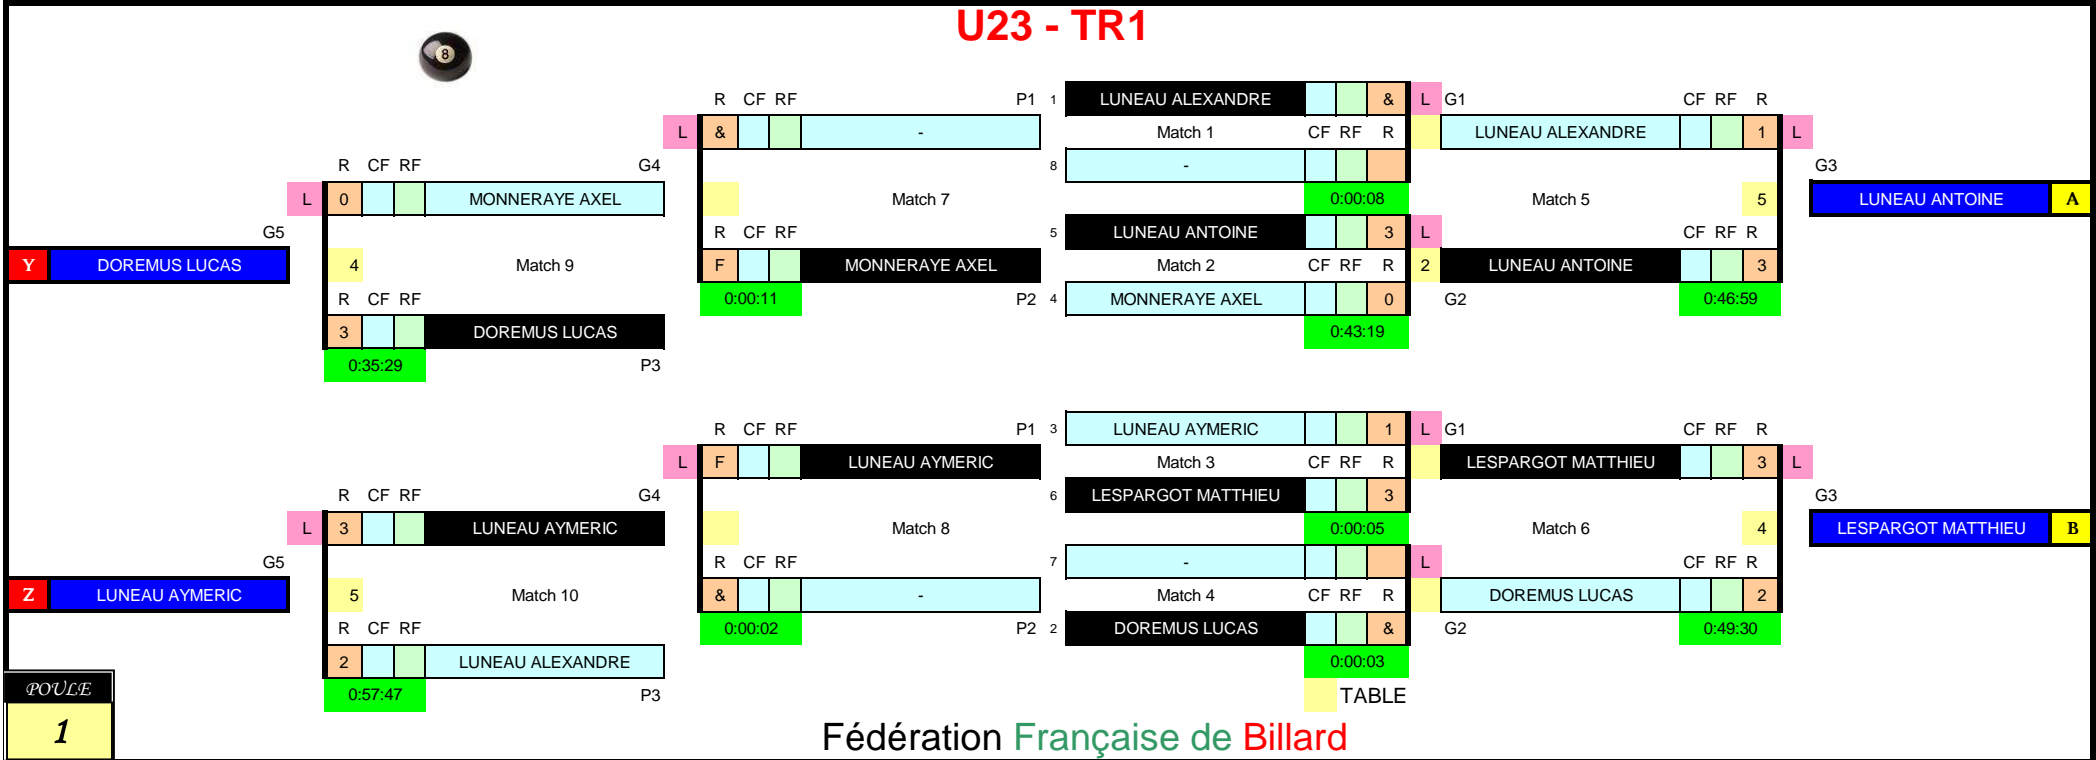 U23 - TR1
8
R CF RF P1 1 LUNEAU ALEXANDRE & L G1 CF RF R
L & - Match 1 CF RF R LUNEAU ALEXANDRE 1 L
R CF RF G4 8 - G3
L 0 MONNERAYE AXEL Match 7 0:00:08 Match 5 5 LUNEAU ANTOINE A
G5 R CF RF 5 LUNEAU ANTOINE 3 L CF RF R
Y DOREMUS LUCAS 4 Match 9 F MONNERAYE AXEL Match 2 CF RF R 2 LUNEAU ANTOINE 3
R CF RF 0:00:11 P2 4 MONNERAYE AXEL 0 G2 0:46:59
3 DOREMUS LUCAS 0:43:19
0:35:29 P3
R CF RF P1 3 LUNEAU AYMERIC 1 L G1 CF RF R
L F LUNEAU AYMERIC Match 3 CF RF R LESPARGOT MATTHIEU 3 L
R CF RF G4 6 LESPARGOT MATTHIEU 3 G3
L 3 LUNEAU AYMERIC Match 8 0:00:05 Match 6 4 LESPARGOT MATTHIEU B
G5 R CF RF 7 - L CF RF R
Z LUNEAU AYMERIC 5 Match 10 & - Match 4 CF RF R DOREMUS LUCAS 2
R CF RF 0:00:02 P2 2 DOREMUS LUCAS & G2 0:49:30
2 LUNEAU ALEXANDRE 0:00:03
POULE 0:57:47 P3 TABLE
1 Fédération Française de Billard